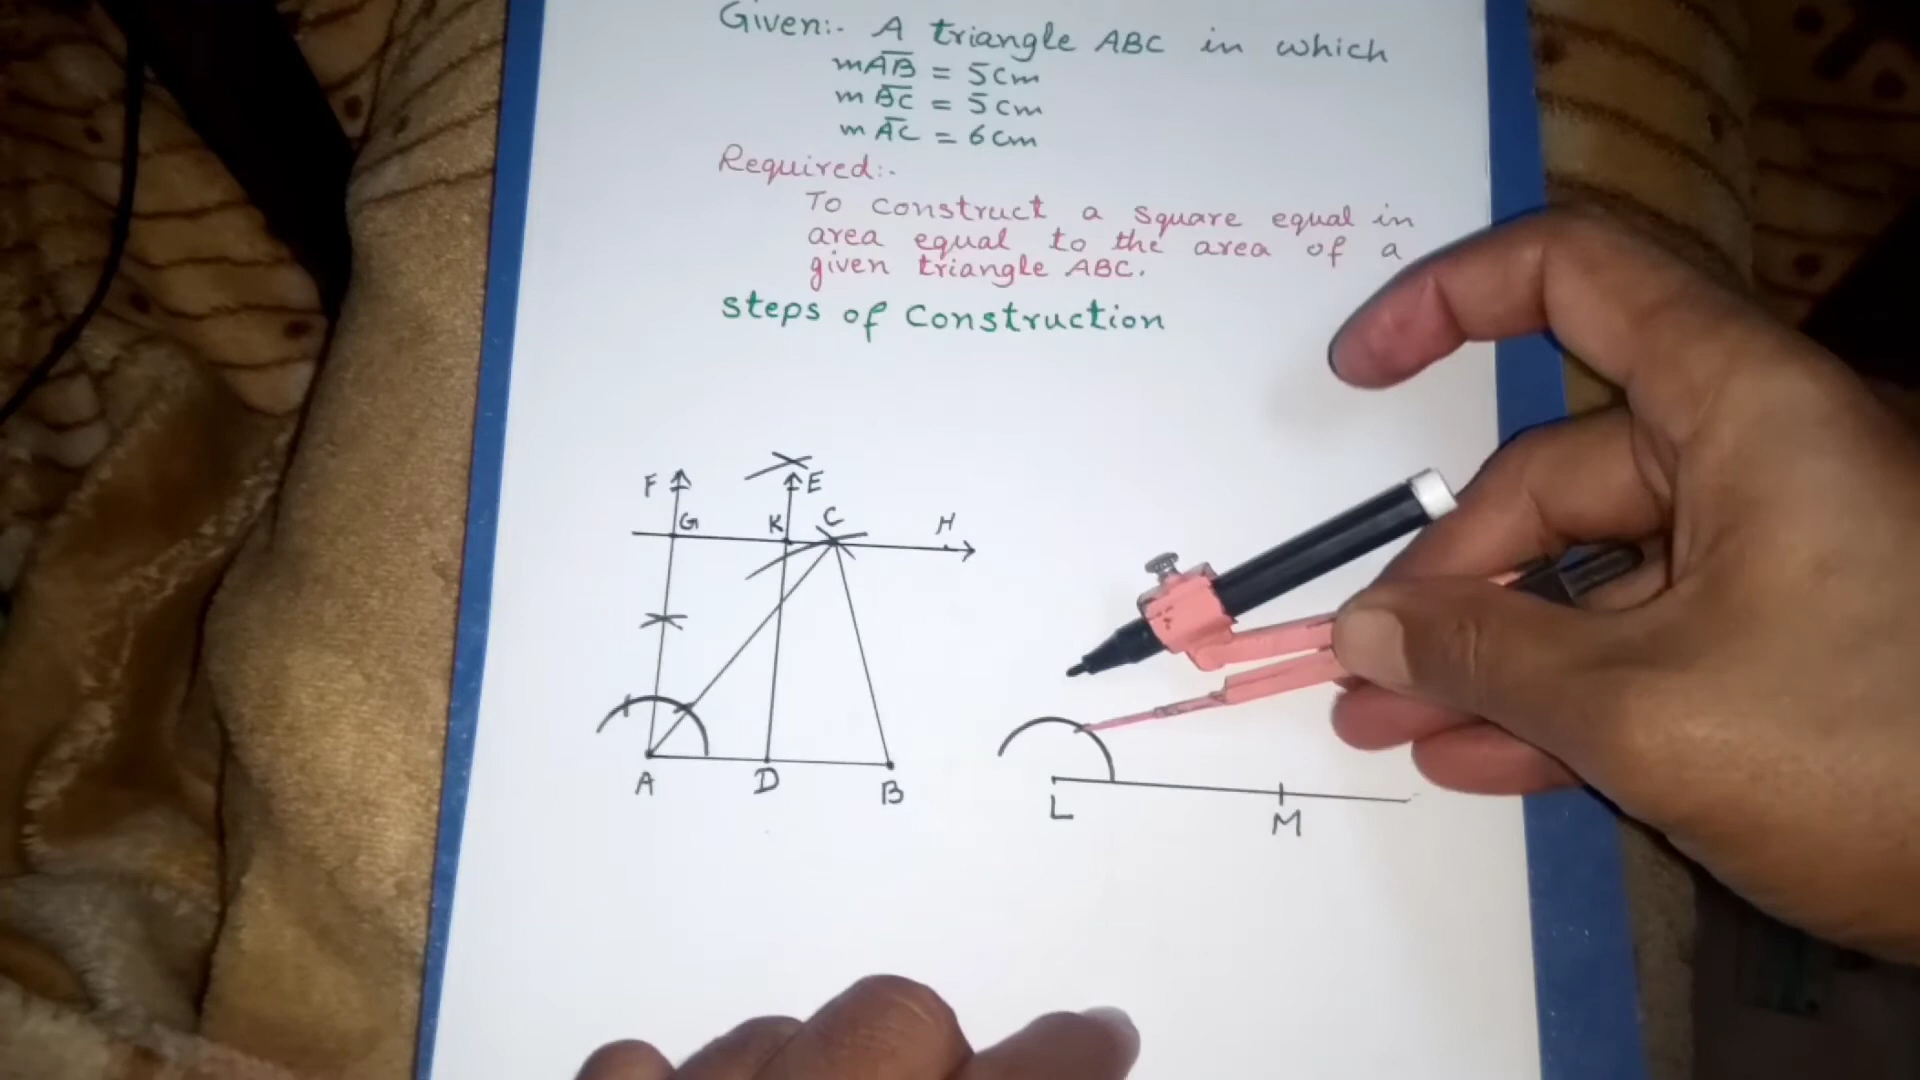 Given:- A triangle ABC in which
mAB = 5cm
mBC = 5cm
mAC = 6cm
Required:-
To construct a square equal in
area equal to the area of a
given triangle ABC.
Steps of Construction
F E
G K C H
A D B
L M